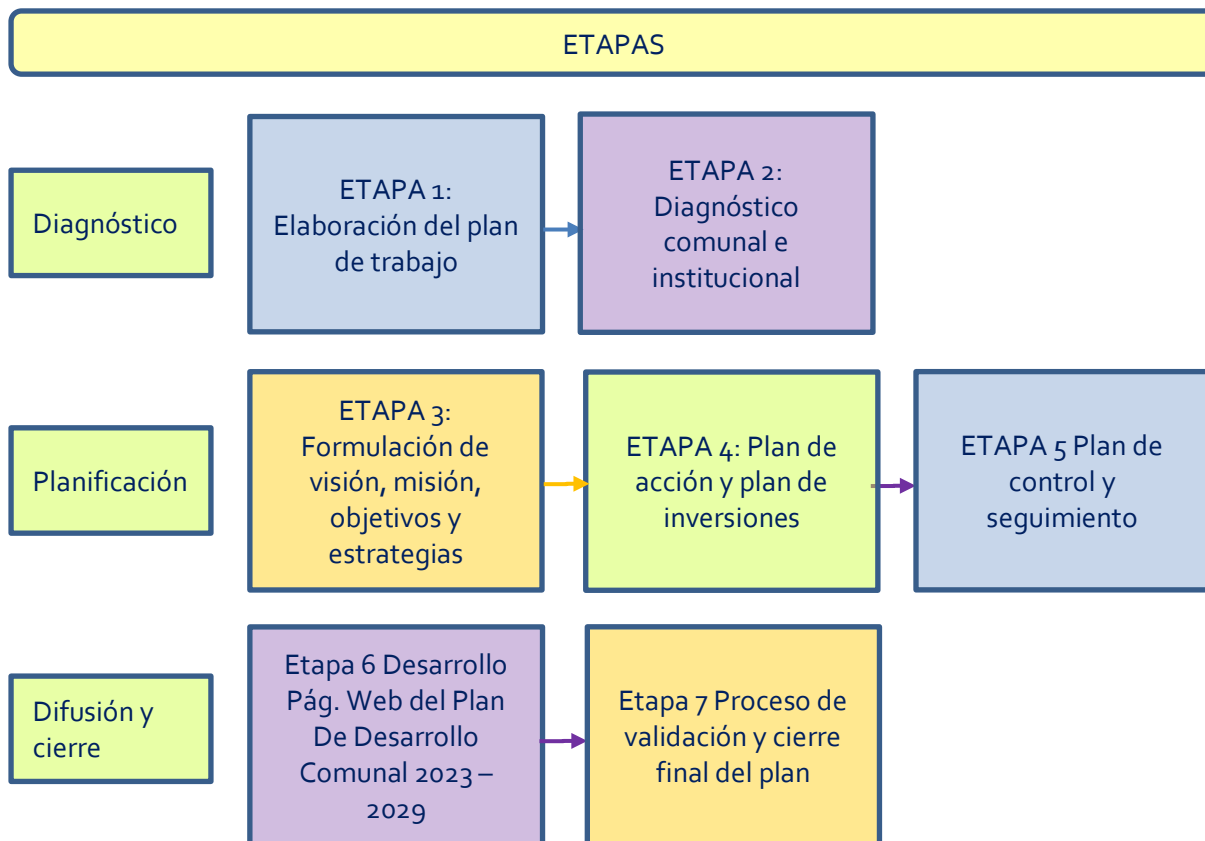 ETAPAS
Diagnóstico
ETAPA 1:
Elaboración del plan
de trabajo
ETAPA 2:
Diagnóstico
comunal e
institucional
Planificación
ETAPA 3:
Formulación de
visión, misión,
objetivos y
estrategias
ETAPA 4: Plan de
acción y plan de
inversiones
ETAPA 5 Plan de
control y
seguimiento
Difusión y
cierre
Etapa 6 Desarrollo
Pág. Web del Plan
De Desarrollo
Comunal 2023 –
2029
Etapa 7 Proceso de
validación y cierre
final del plan